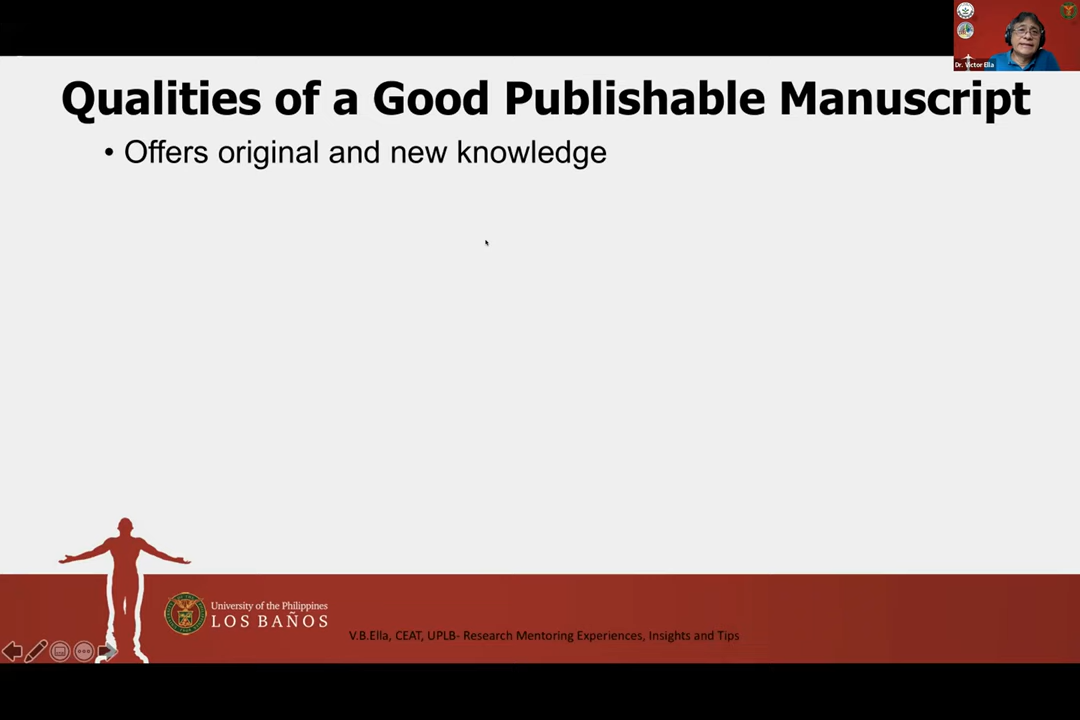 Dr. Victor Ella
Qualities of a Good Publishable Manuscript
• Offers original and new knowledge
University of the Philippines
LOS BAÑOS
V.B.Ella, CEAT, UPLB- Research Mentoring Experiences, Insights and Tips